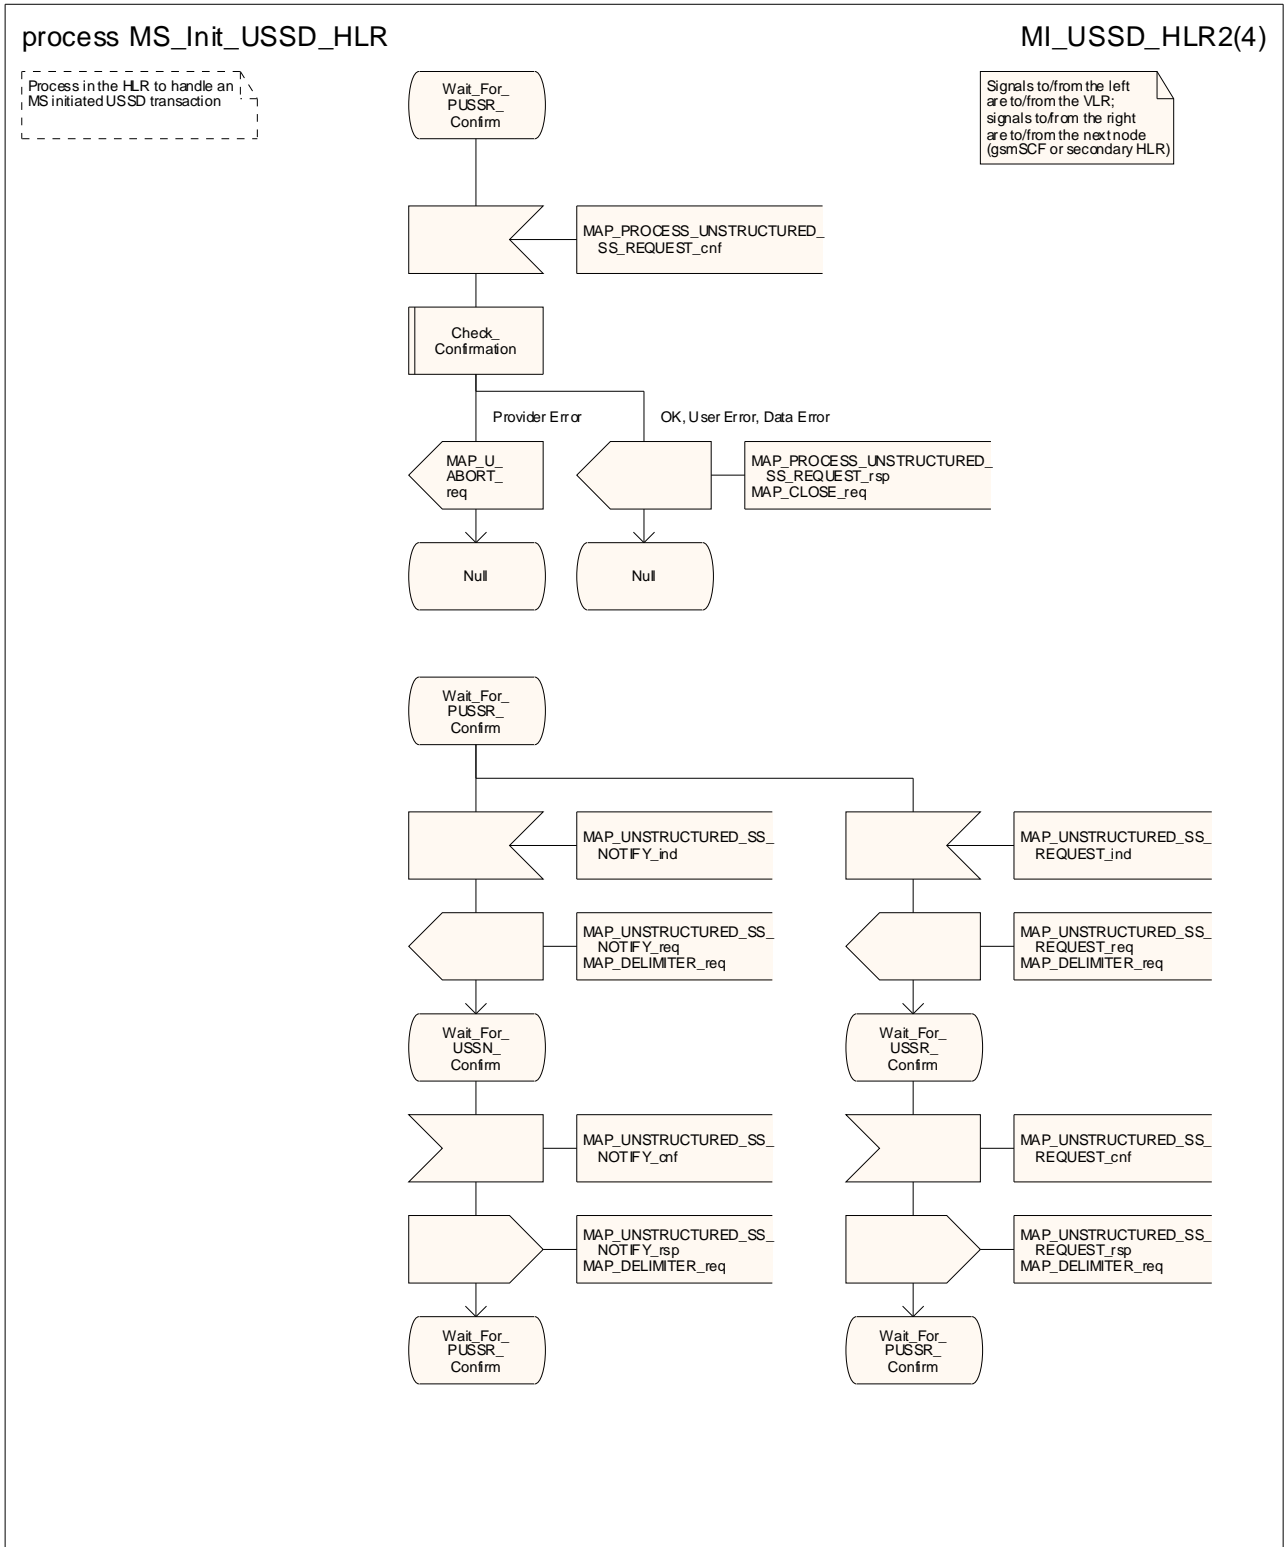 process MS_Init_USSD_HLR
MI_USSD_HLR2(4)
Process in the HLR to handle an
MS initiated USSD transaction
Wait_For_
PUSSR_
Confirm
Signals to/from the left
are to/from the VLR;
signals to/from the right
are to/from the next node
(gsmSCF or secondary HLR)
MAP_PROCESS_UNSTRUCTURED_
SS_REQUEST_cnf
Check_
Confirmation
Provider Error
OK, User Error, Data Error
MAP_U_
ABORT_
req
MAP_PROCESS_UNSTRUCTURED_
SS_REQUEST_rsp
MAP_CLOSE_req
Null
Null
Wait_For_
PUSSR_
Confirm
MAP_UNSTRUCTURED_SS_
NOTIFY_ind
MAP_UNSTRUCTURED_SS_
REQUEST_ind
MAP_UNSTRUCTURED_SS_
NOTIFY_req
MAP_DELIMITER_req
MAP_UNSTRUCTURED_SS_
REQUEST_req
MAP_DELIMITER_req
Wait_For_
USSN_
Confirm
Wait_For_
USSR_
Confirm
MAP_UNSTRUCTURED_SS_
NOTIFY_cnf
MAP_UNSTRUCTURED_SS_
REQUEST_cnf
MAP_UNSTRUCTURED_SS_
NOTIFY_rsp
MAP_DELIMITER_req
MAP_UNSTRUCTURED_SS_
REQUEST_rsp
MAP_DELIMITER_req
Wait_For_
PUSSR_
Confirm
Wait_For_
PUSSR_
Confirm